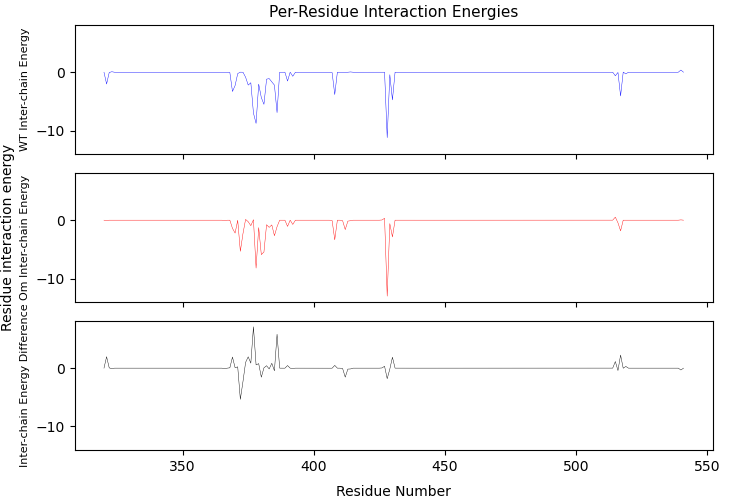 Per-Residue Interaction Energies
Residue interaction energy
WT Inter-chain Energy
0
−10
Om Inter-chain Energy
0
−10
Inter-chain Energy Difference
0
−10
350
400
450
500
550
Residue Number